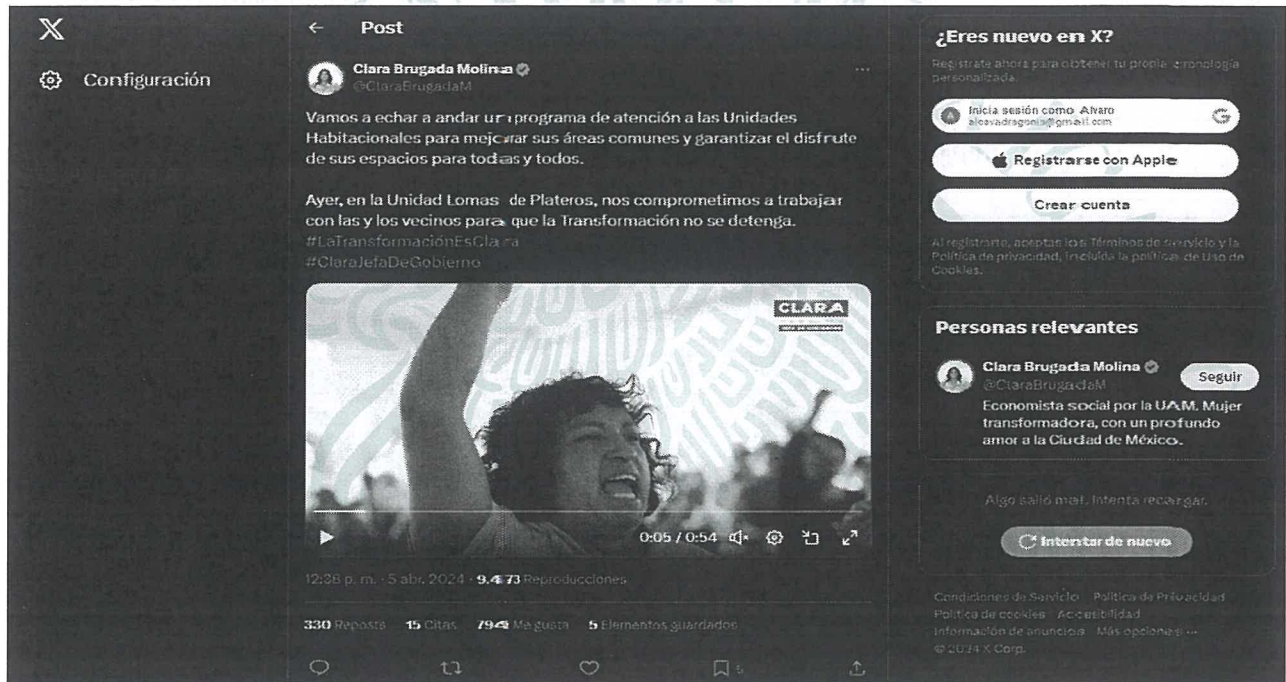 X
Configuración
← Post
Clara Brugada Molina
@ClaraBrugadaM
Vamos a echar a andar un programa de atención a las Unidades
Habitacionales para mejorar sus áreas comunes y garantizar el disfrute
de sus espacios para todas y todos.
Ayer, en la Unidad Lomas de Plateros, nos comprometimos a trabajar
con las y los vecinos para que la Transformación no se detenga.
#LaTransformaciónEsClara
#ClaraJefaDeGobierno
CLARA
0:05 / 0:54
12:38 p. m. · 5 abr. 2024 · Reproducciones
330 Reposts 15 Citas Me gusta 5 Elementos guardados
5
¿Eres nuevo en X?
Regístrate ahora para obtener tu propia cronología
personalizada.
Inicia sesión como Alvaro
Registrarse con Apple
Crear cuenta
Al registrarte, aceptas los Términos de servicio y la
Política de privacidad, incluida la política de Uso de
Cookies.
Personas relevantes
Clara Brugada Molina
@ClaraBrugadaM
Seguir
Economista social por la UAM. Mujer
transformadora, con un profundo
amor a la Ciudad de México.
Algo salió mal. Intenta recargar.
Intentar de nuevo
Condiciones de Servicio Política de Privacidad
Política de cookies Accesibilidad
Información de anuncios Más opciones ···
© 2024 X Corp.